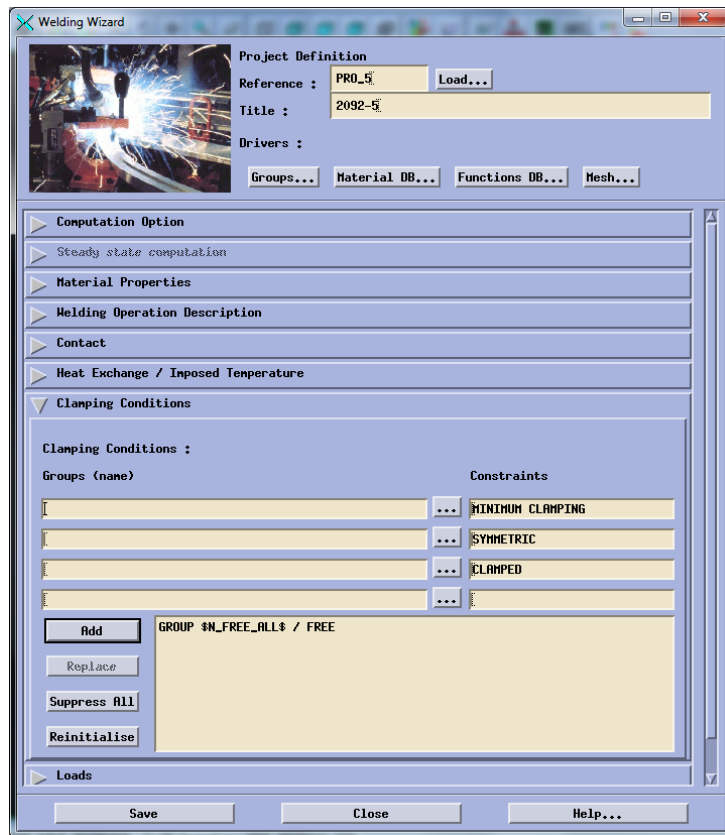 Welding Wizard
Project Definition
Reference : PRO_5 Load...
Title : 2092-5
Drivers :
Groups... Material DB... Functions DB... Mesh...
Computation Option
Steady state computation
Material Properties
Welding Operation Description
Contact
Heat Exchange / Imposed Temperature
Clamping Conditions
Clamping Conditions :
Groups (name) Constraints
... MINIMUM CLAMPING
... SYMMETRIC
... CLAMPED
...
Add GROUP $N_FREE_ALL$ / FREE
Replace
Suppress All
Reinitialise
Loads
Save Close Help...